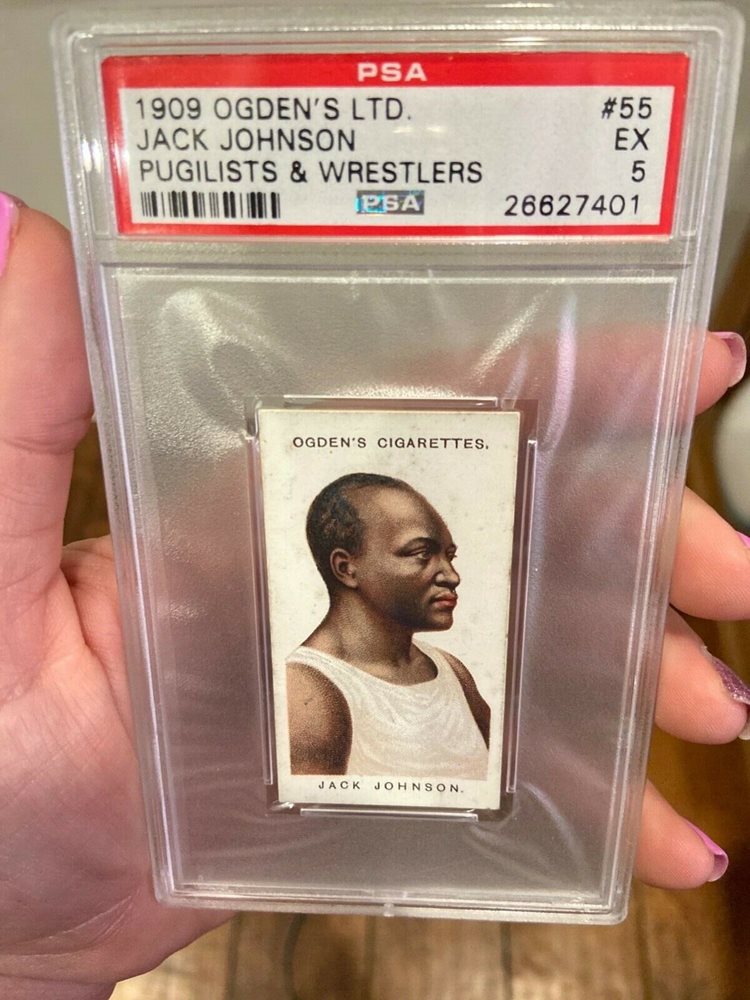 PSA
1909 OGDEN'S LTD. #55
JACK JOHNSON EX
PUGILISTS & WRESTLERS 5
PSA 26627401
OGDEN'S CIGARETTES.
JACK JOHNSON.